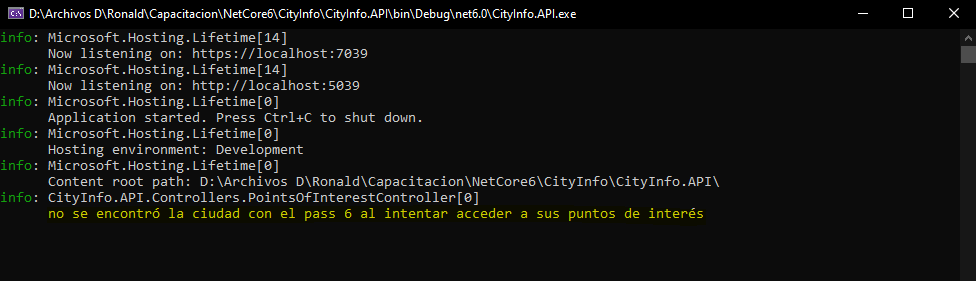 D:\Archivos D\Ronald\Capacitacion\NetCore6\CityInfo\CityInfo.API\bin\Debug\net6.0\CityInfo.API.exe
info: Microsoft.Hosting.Lifetime[14]
Now listening on: https://localhost:7039
info: Microsoft.Hosting.Lifetime[14]
Now listening on: http://localhost:5039
info: Microsoft.Hosting.Lifetime[0]
Application started. Press Ctrl+C to shut down.
info: Microsoft.Hosting.Lifetime[0]
Hosting environment: Development
info: Microsoft.Hosting.Lifetime[0]
Content root path: D:\Archivos D\Ronald\Capacitacion\NetCore6\CityInfo\CityInfo.API\
info: CityInfo.API.Controllers.PointsOfInterestController[0]
no se encontró la ciudad con el pass 6 al intentar acceder a sus puntos de interés